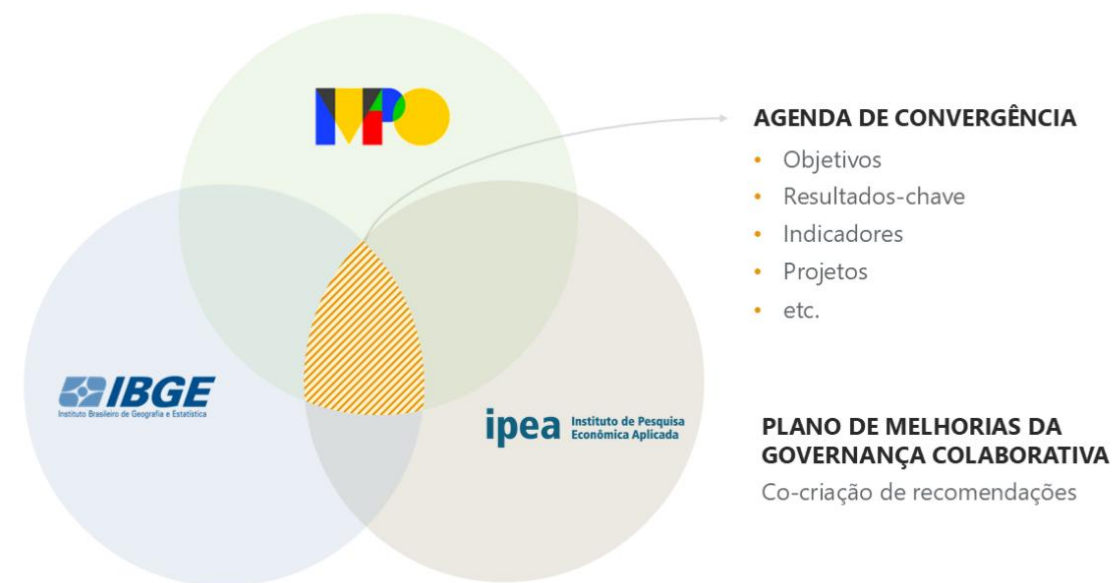 MPO
AGENDA DE CONVERGÊNCIA
• Objetivos
• Resultados-chave
• Indicadores
• Projetos
• etc.
IBGE
Instituto Brasileiro de Geografia e Estatística
ipea
Instituto de Pesquisa
Econômica Aplicada
PLANO DE MELHORIAS DA
GOVERNANÇA COLABORATIVA
Co-criação de recomendações